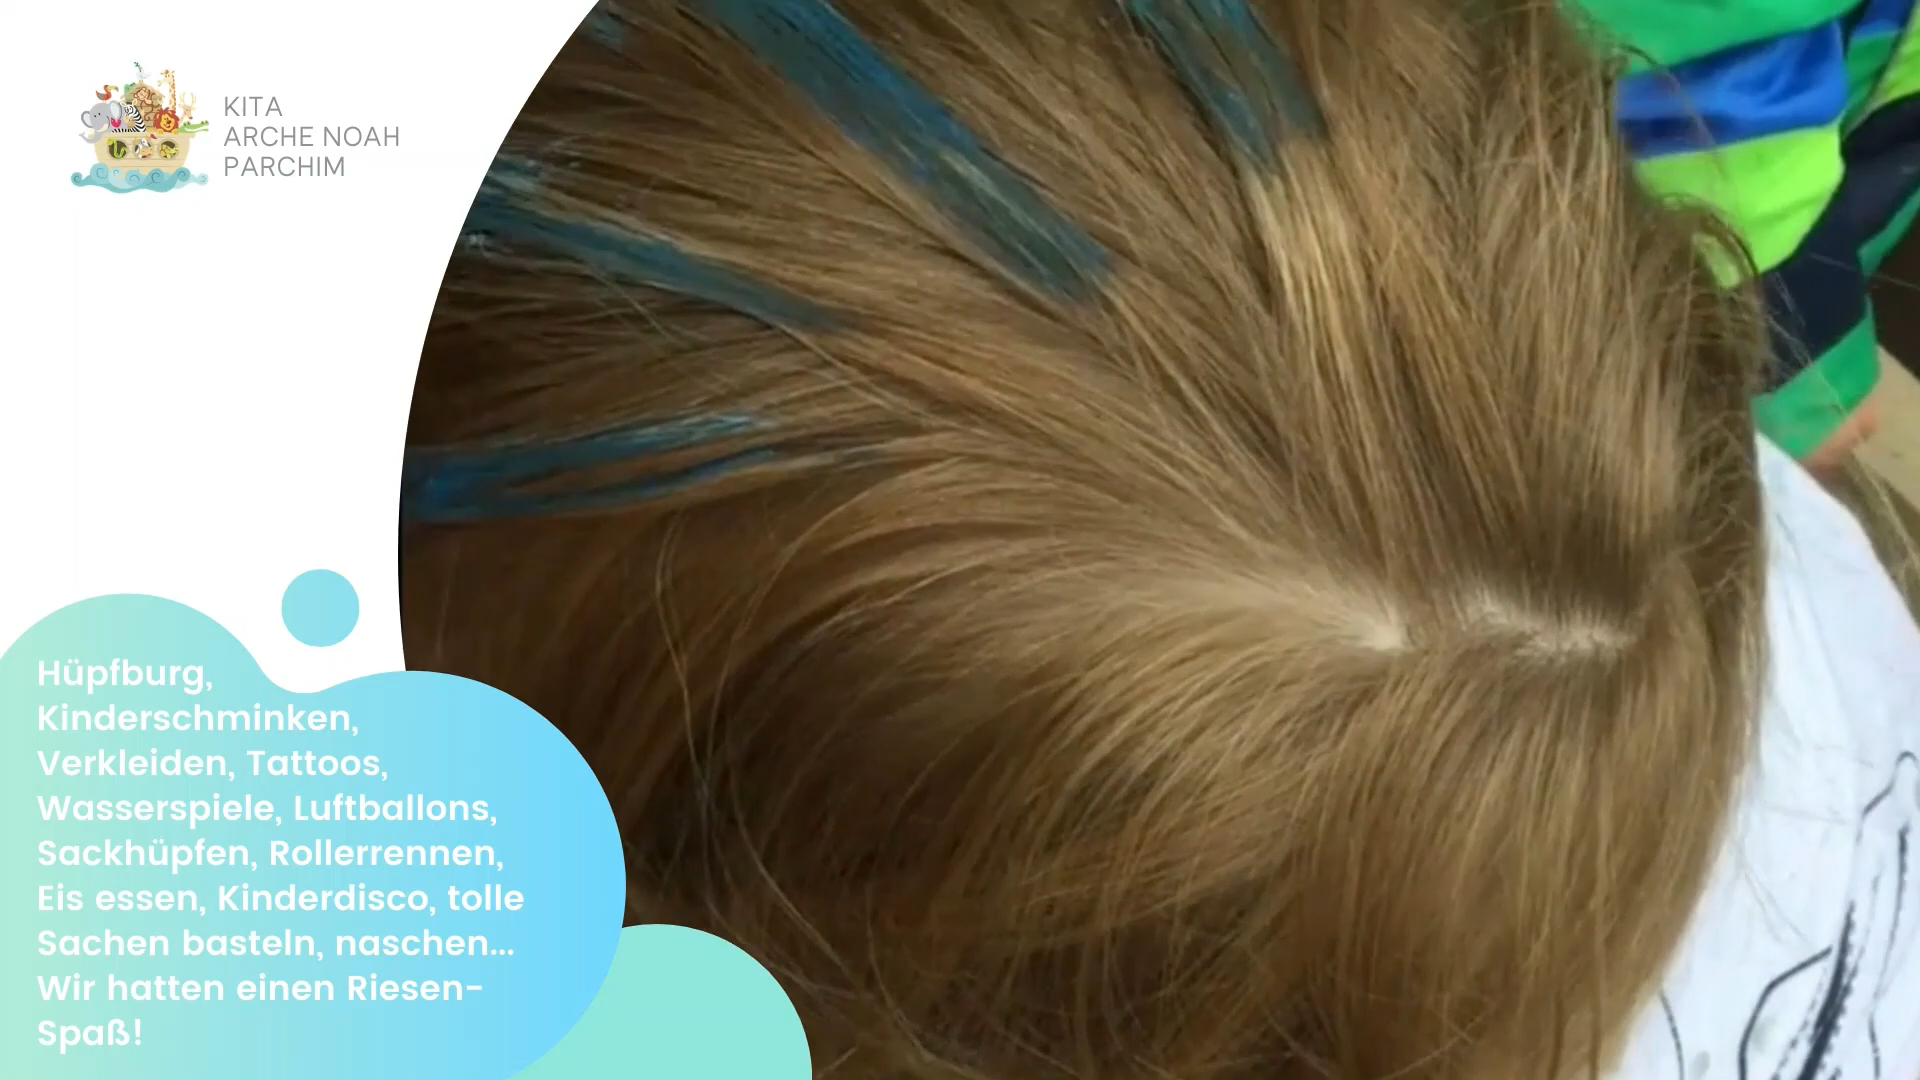 KITA
ARCHE NOAH
PARCHIM
Hüpfburg,
Kinderschminken,
Verkleiden, Tattoos,
Wasserspiele, Luftballons,
Sackhüpfen, Rollerrennen,
Eis essen, Kinderdisco, tolle
Sachen basteln, naschen...
Wir hatten einen Riesen-
Spaß!